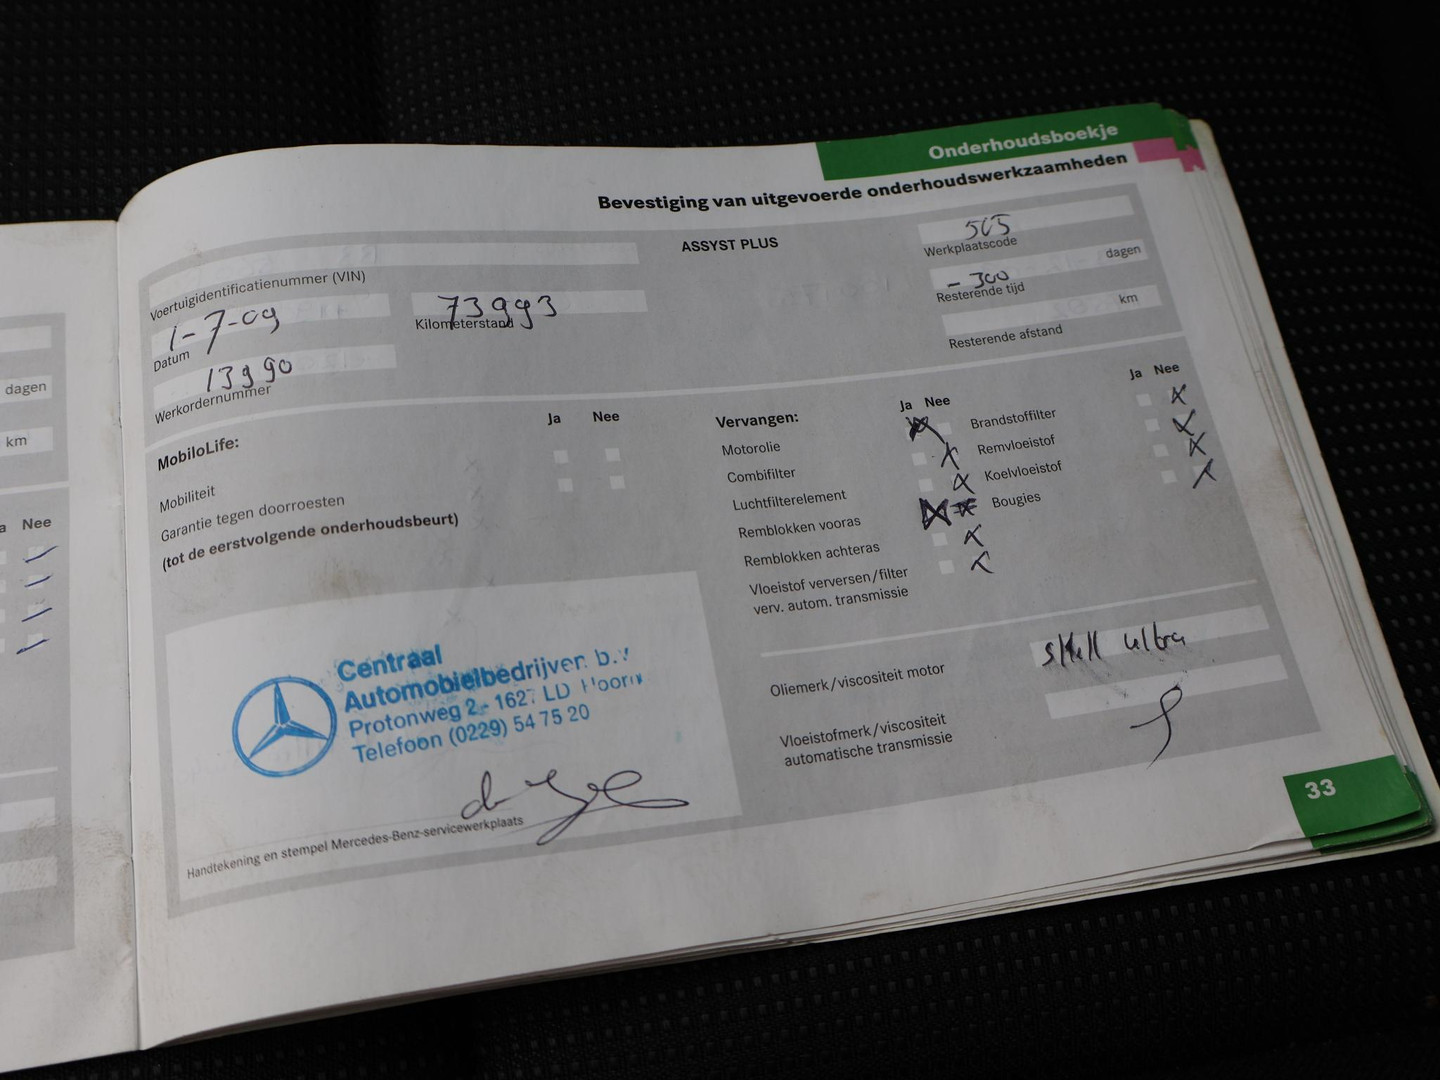 Onderhoudsboekje
Bevestiging van uitgevoerde onderhoudswerkzaamheden
ASSYST PLUS
Voertuigidentificatienummer (VIN)
1-7-09
Datum
73993
Kilometerstand
13990
Werkordernummer
505
Werkplaatscode
- 300 dagen
Resterende tijd
km
Resterende afstand
MobiloLife:
Ja Nee
Mobiliteit
Garantie tegen doorroesten
(tot de eerstvolgende onderhoudsbeurt)
Vervangen:
Ja Nee
Motorolie
Combifilter
Luchtfilterelement
Remblokken vooras
Remblokken achteras
Vloeistof verversen/filter
verv. autom. transmissie
Ja Nee
Brandstoffilter
Remvloeistof
Koelvloeistof
Bougies
Centraal
Automobielbedrijven b.v
Protonweg 2 - 1627 LD Hoorn
Telefoon (0229) 54 75 20
Handtekening en stempel Mercedes-Benz-servicewerkplaats
Oliemerk/viscositeit motor
shell ultra
Vloeistofmerk/viscositeit
automatische transmissie
33
dagen
km
Nee